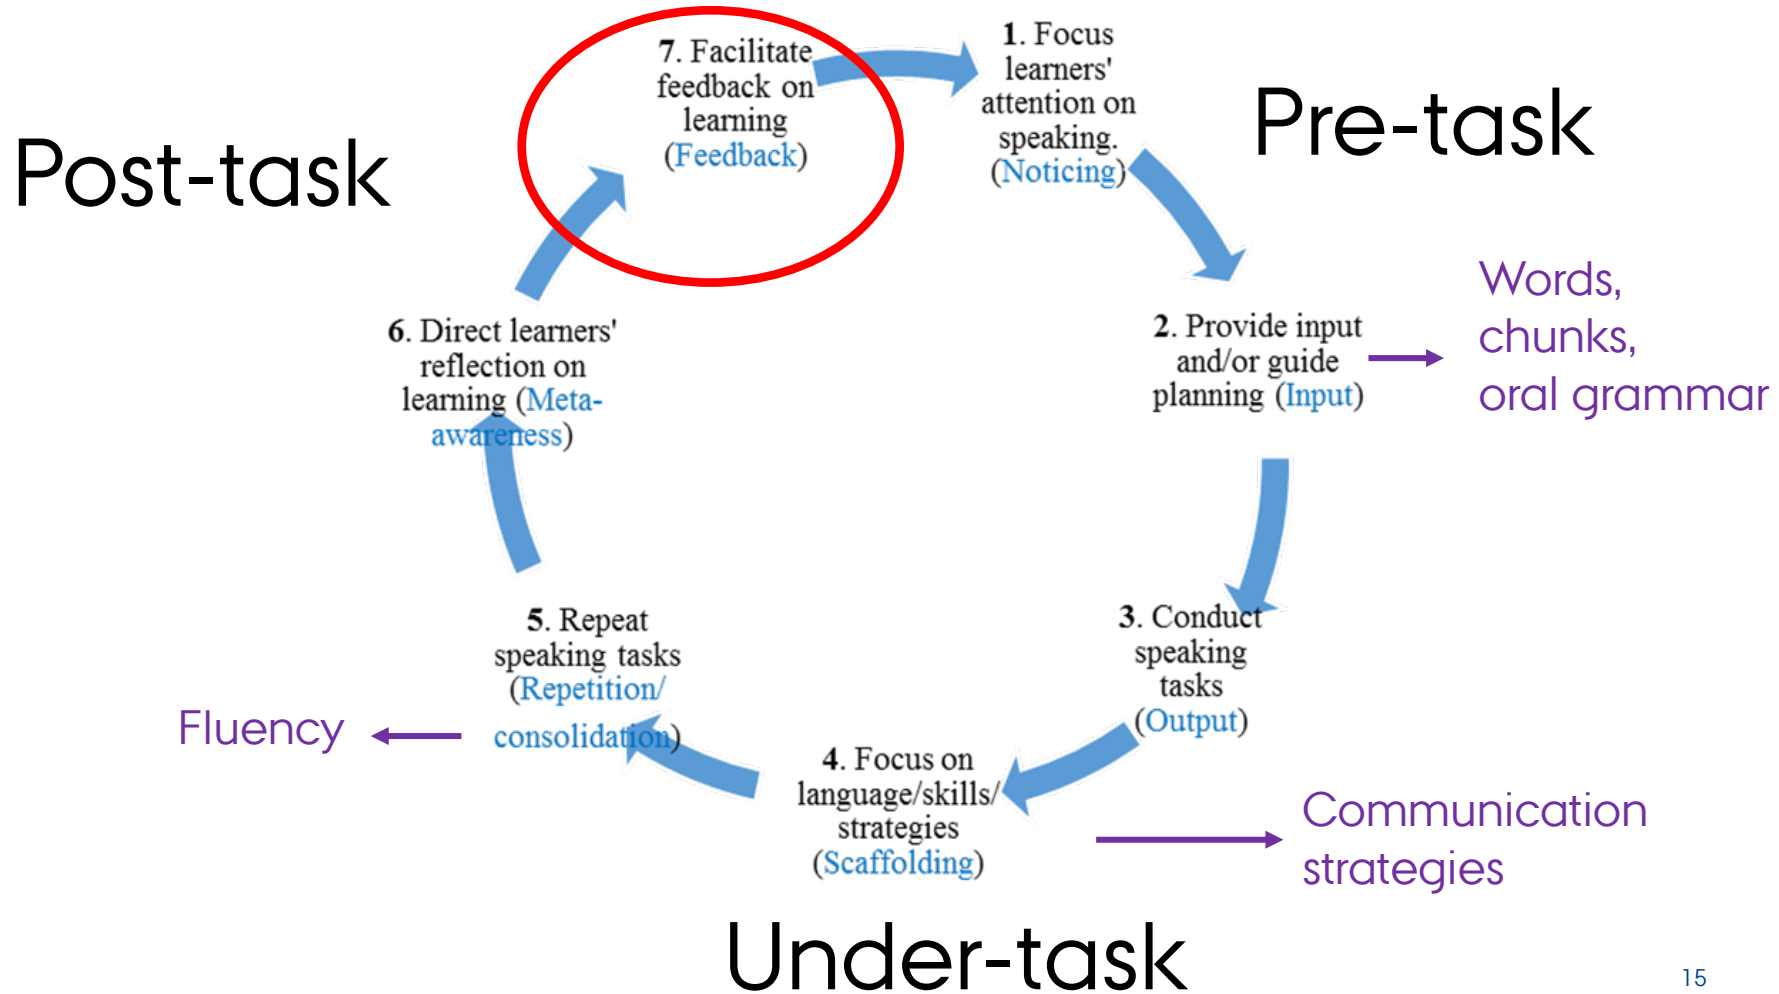 Post-task
7. Facilitate
feedback on
learning
(Feedback)
1. Focus
learners'
attention on
speaking.
(Noticing)
Pre-task
2. Provide input
and/or guide
planning (Input)
Words,
chunks,
oral grammar
3. Conduct
speaking
tasks
(Output)
4. Focus on
language/skills/
strategies
(Scaffolding)
Communication
strategies
5. Repeat
speaking tasks
(Repetition/
consolidation)
Fluency
6. Direct learners'
reflection on
learning (Meta-
awareness)
Under-task
15